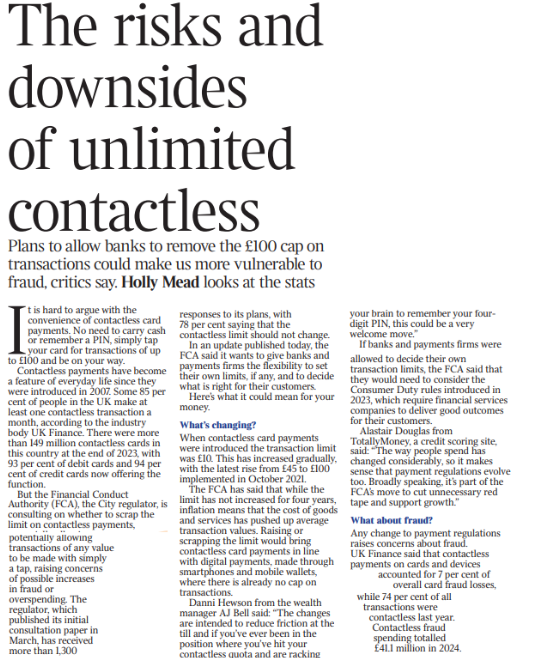 The risks and
downsides
of unlimited
contactless
Plans to allow banks to remove the £100 cap on
transactions could make us more vulnerable to
fraud, critics say. Holly Mead looks at the stats
It is hard to argue with the
convenience of contactless card
payments. No need to carry cash
or remember a PIN, simply tap
your card for transactions of up
to £100 and be on your way.
Contactless payments have become
a feature of everyday life since they
were introduced in 2007. Some 85 per
cent of people in the UK make at
least one contactless transaction a
month, according to the industry
body UK Finance. There were more
than 149 million contactless cards in
this country at the end of 2023, with
93 per cent of debit cards and 94 per
cent of credit cards now offering the
function.
But the Financial Conduct
Authority (FCA), the City regulator, is
consulting on whether to scrap the
limit on contactless payments,
potentially allowing
transactions of any value
to be made with simply
a tap, raising concerns
of possible increases
in fraud or
overspending. The
regulator, which
published its initial
consultation paper in
March, has received
more than 1,300
responses to its plans, with
78 per cent saying that the
contactless limit should not change.
In an update published today, the
FCA said it wants to give banks and
payments firms the flexibility to set
their own limits, if any, and to decide
what is right for their customers.
Here's what it could mean for your
money.
What's changing?
When contactless card payments
were introduced the transaction limit
was £10. This has increased gradually,
with the latest rise from £45 to £100
implemented in October 2021.
The FCA has said that while the
limit has not increased for four years,
inflation means that the cost of goods
and services has pushed up average
transaction values. Raising or
scrapping the limit would bring
contactless card payments in line
with digital payments, made through
smartphones and mobile wallets,
where there is already no cap on
transactions.
Danni Hewson from the wealth
manager AJ Bell said: “The changes
are intended to reduce friction at the
till and if you've ever been in the
position where you've hit your
contactless quota and are racking
your brain to remember your four-
digit PIN, this could be a very
welcome move.”
If banks and payments firms were
allowed to decide their own
transaction limits, the FCA said that
they would need to consider the
Consumer Duty rules introduced in
2023, which require financial services
companies to deliver good outcomes
for their customers.
Alastair Douglas from
TotallyMoney, a credit scoring site,
said: “The way people spend has
changed considerably, so it makes
sense that payment regulations evolve
too. Broadly speaking, it's part of the
FCA's move to cut unnecessary red
tape and support growth.”
What about fraud?
Any change to payment regulations
raises concerns about fraud.
UK Finance said that contactless
payments on cards and devices
accounted for 7 per cent of
overall card fraud losses,
while 74 per cent of all
transactions were
contactless last year.
Contactless fraud
spending totalled
£41.1 million in 2024.